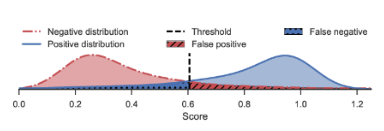 Negative distribution Threshold False negative
Positive distribution False positive
0.0 0.2 0.4 0.6 0.8 1.0 1.2
Score